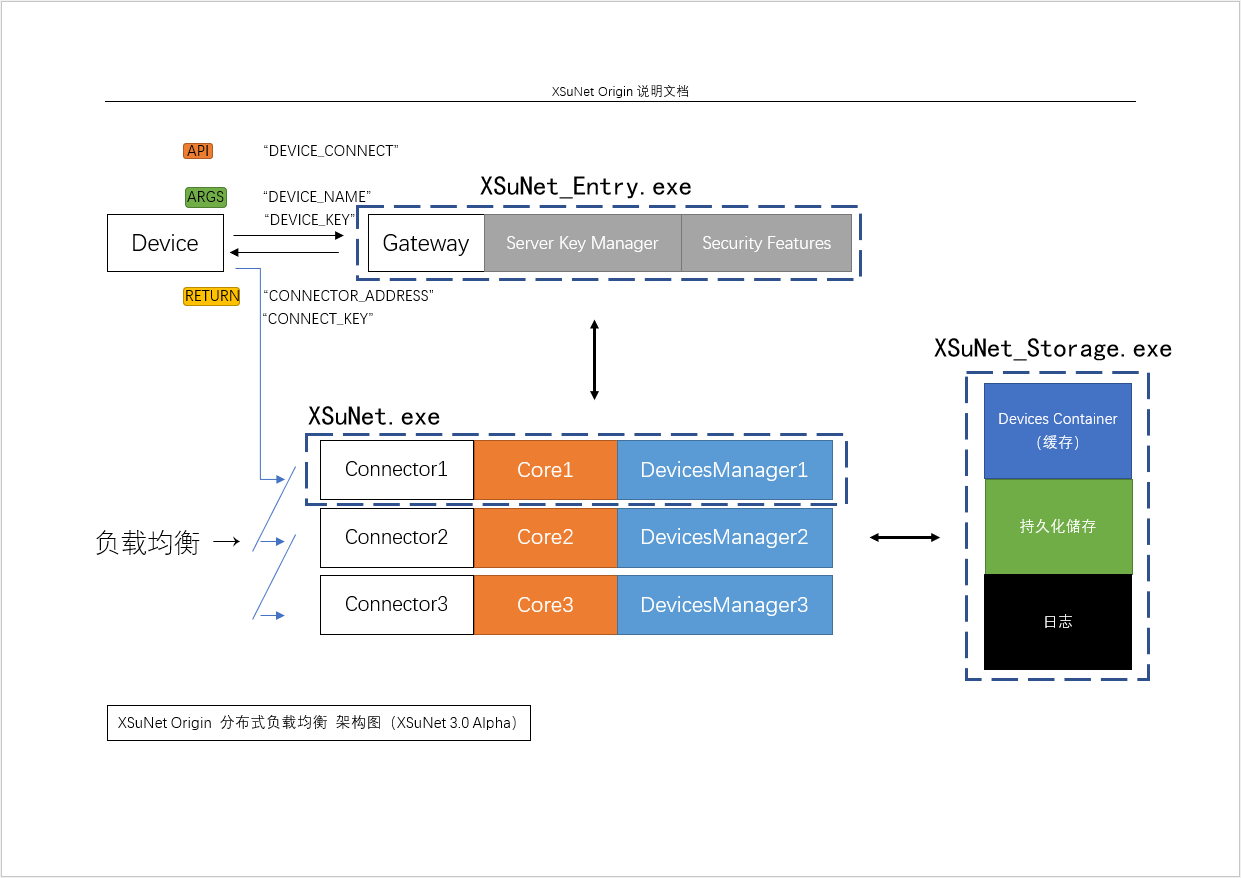 XSuNet Origin 说明文档
API “DEVICE_CONNECT”
XSuNet_Entry.exe
ARGS “DEVICE_NAME”
“DEVICE_KEY”
Device
Gateway
Server Key Manager
Security Features
RETURN “CONNECTOR_ADDRESS”
“CONNECT_KEY”
XSuNet_Storage.exe
XSuNet.exe
Devices Container
（缓存）
Connector1
Core1
DevicesManager1
持久化储存
负载均衡 →
Connector2
Core2
DevicesManager2
Connector3
Core3
DevicesManager3
日志
XSuNet Origin 分布式负载均衡 架构图（XSuNet 3.0 Alpha）